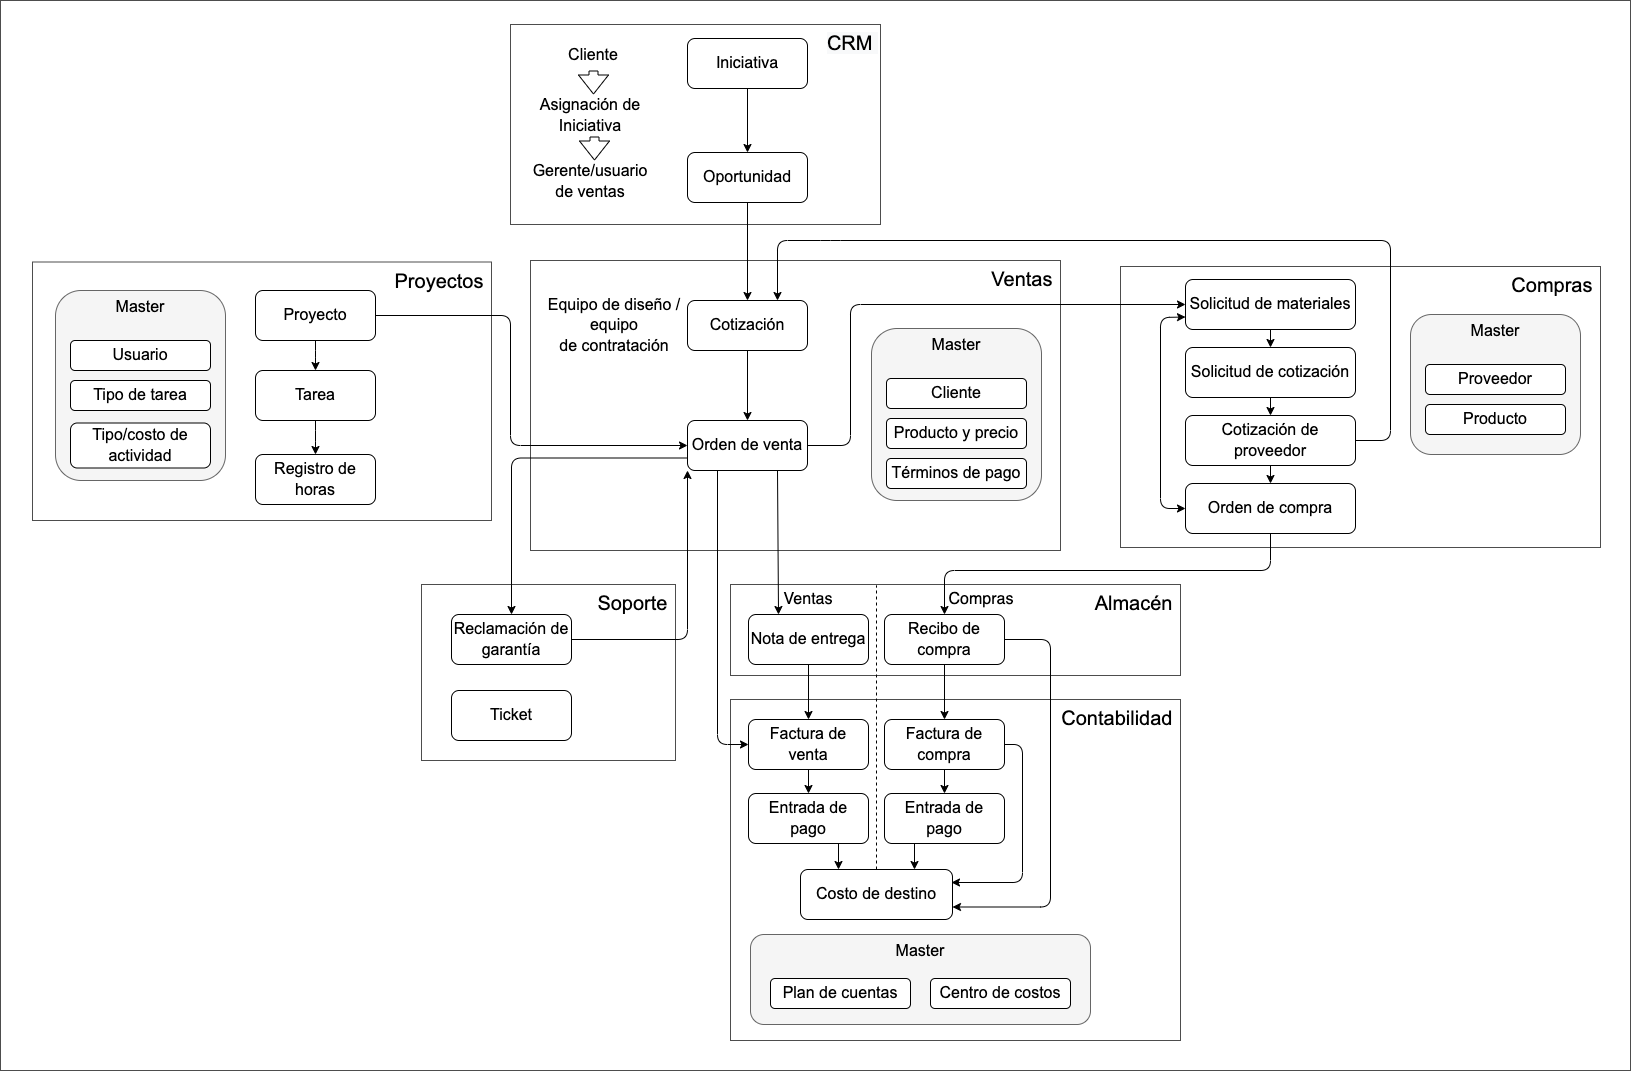 CRM
Cliente
Asignación de
Iniciativa
Gerente/usuario
de ventas
Iniciativa
Oportunidad
Proyectos
Master
Usuario
Tipo de tarea
Tipo/costo de
actividad
Proyecto
Tarea
Registro de
horas
Ventas
Equipo de diseño /
equipo
de contratación
Cotización
Orden de venta
Master
Cliente
Producto y precio
Términos de pago
Compras
Solicitud de materiales
Solicitud de cotización
Cotización de
proveedor
Orden de compra
Master
Proveedor
Producto
Soporte
Reclamación de
garantía
Ticket
Almacén
Ventas
Compras
Nota de entrega
Recibo de
compra
Contabilidad
Factura de
venta
Factura de
compra
Entrada de
pago
Entrada de
pago
Costo de destino
Master
Plan de cuentas
Centro de costos